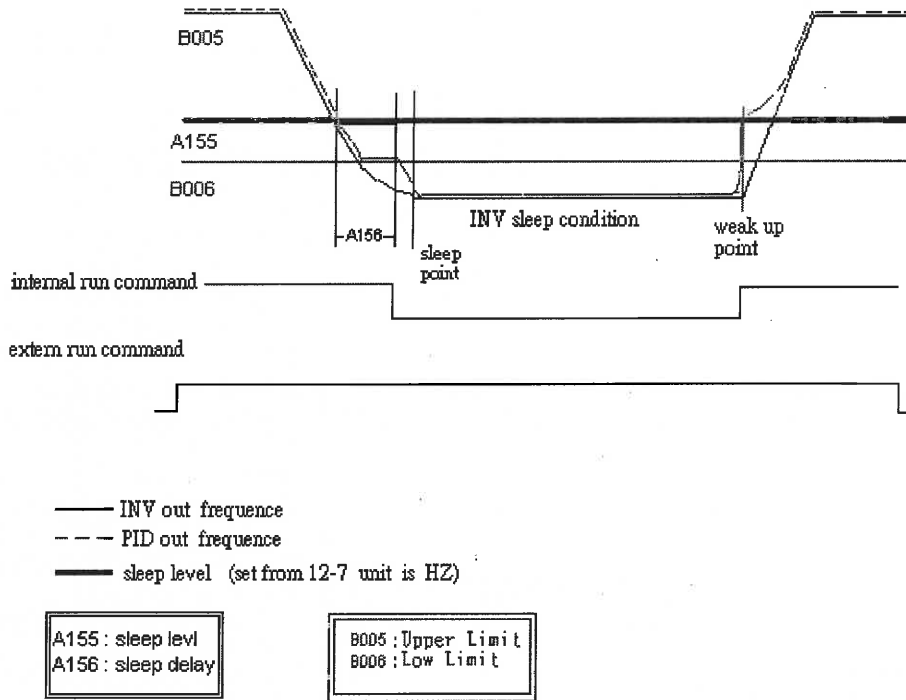 B005
A155
B006
A156
INV sleep condition
sleep
point
weak up
point
internal run command
extern run command
INV out frequence
PID out frequence
sleep level (set from 12-7 unit is HZ)
A155 : sleep levl
A156 : sleep delay
B005 : Upper Limit
B006 : Low Limit